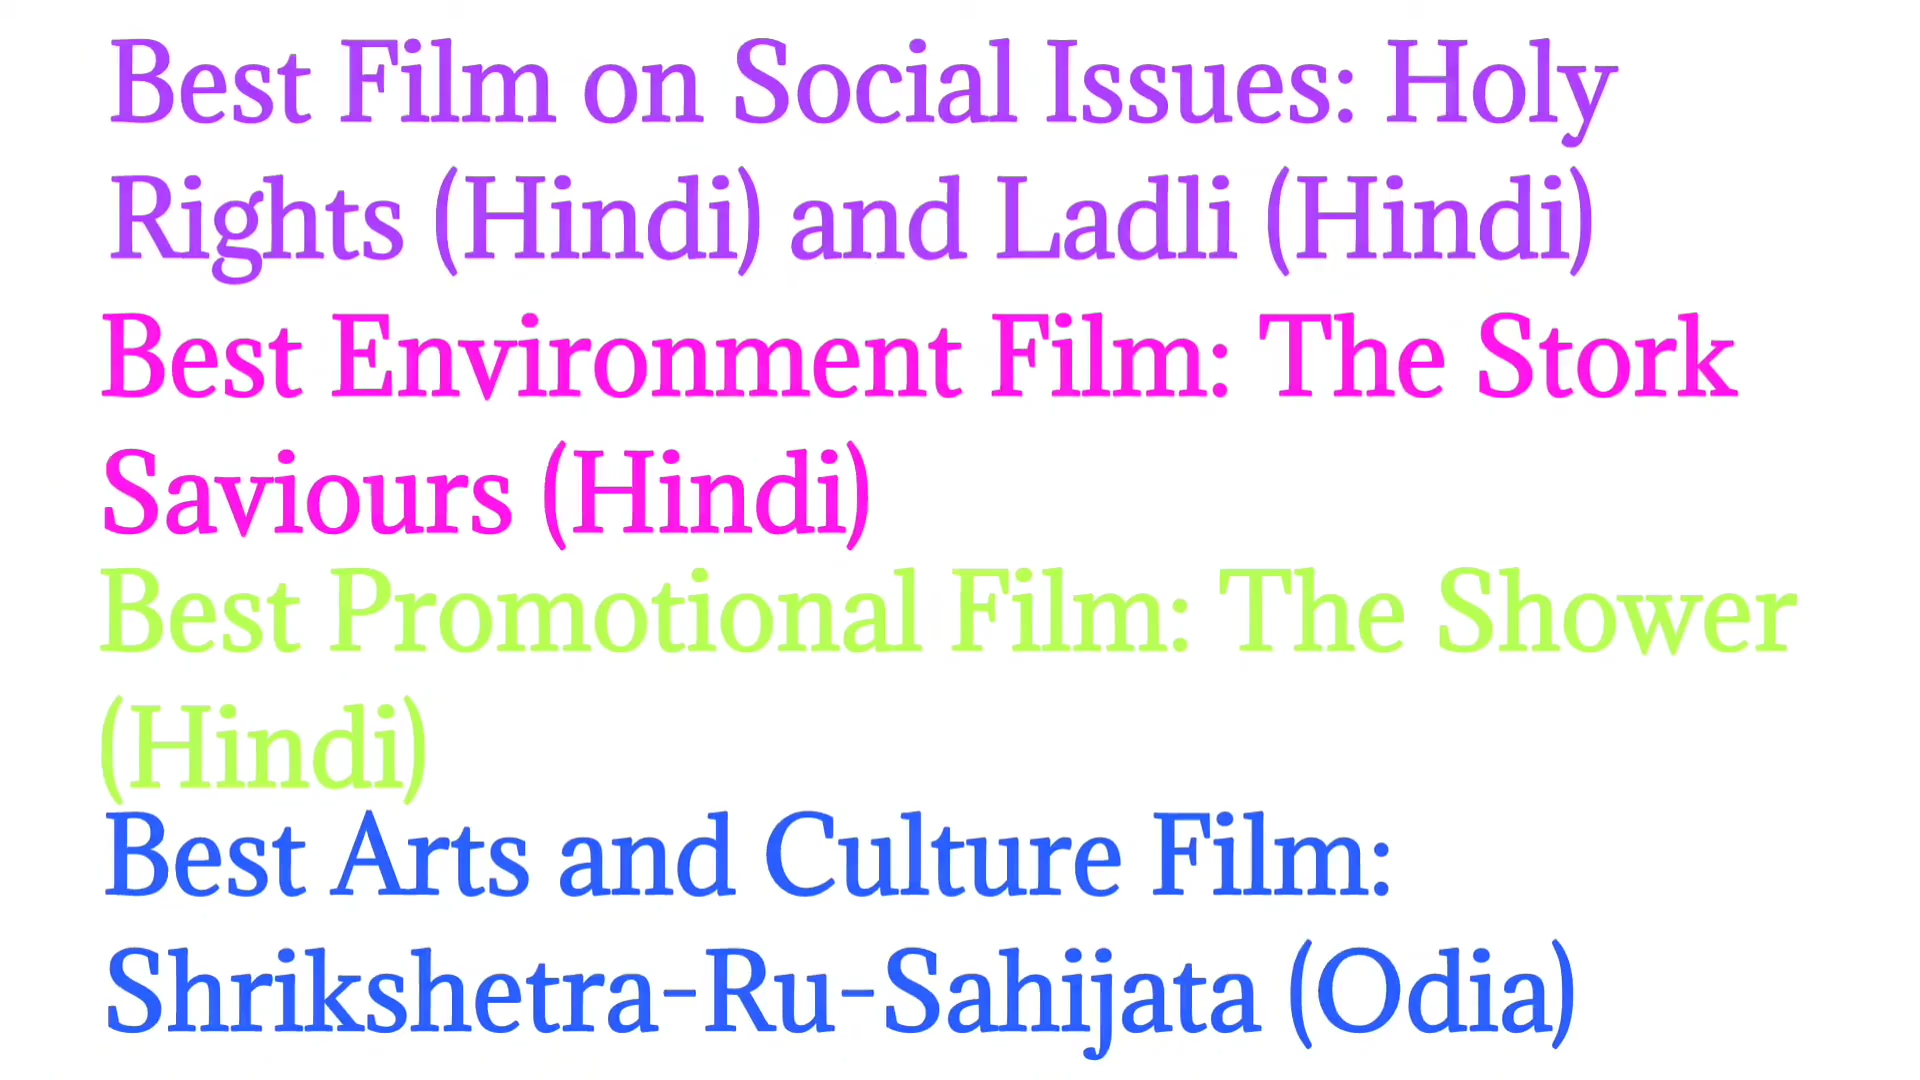 Best Film on Social Issues: Holy
Rights (Hindi) and Ladli (Hindi)
Best Environment Film: The Stork
Saviours (Hindi)
Best Promotional Film: The Shower
(Hindi)
Best Arts and Culture Film:
Shrikshetra-Ru-Sahijata (Odia)